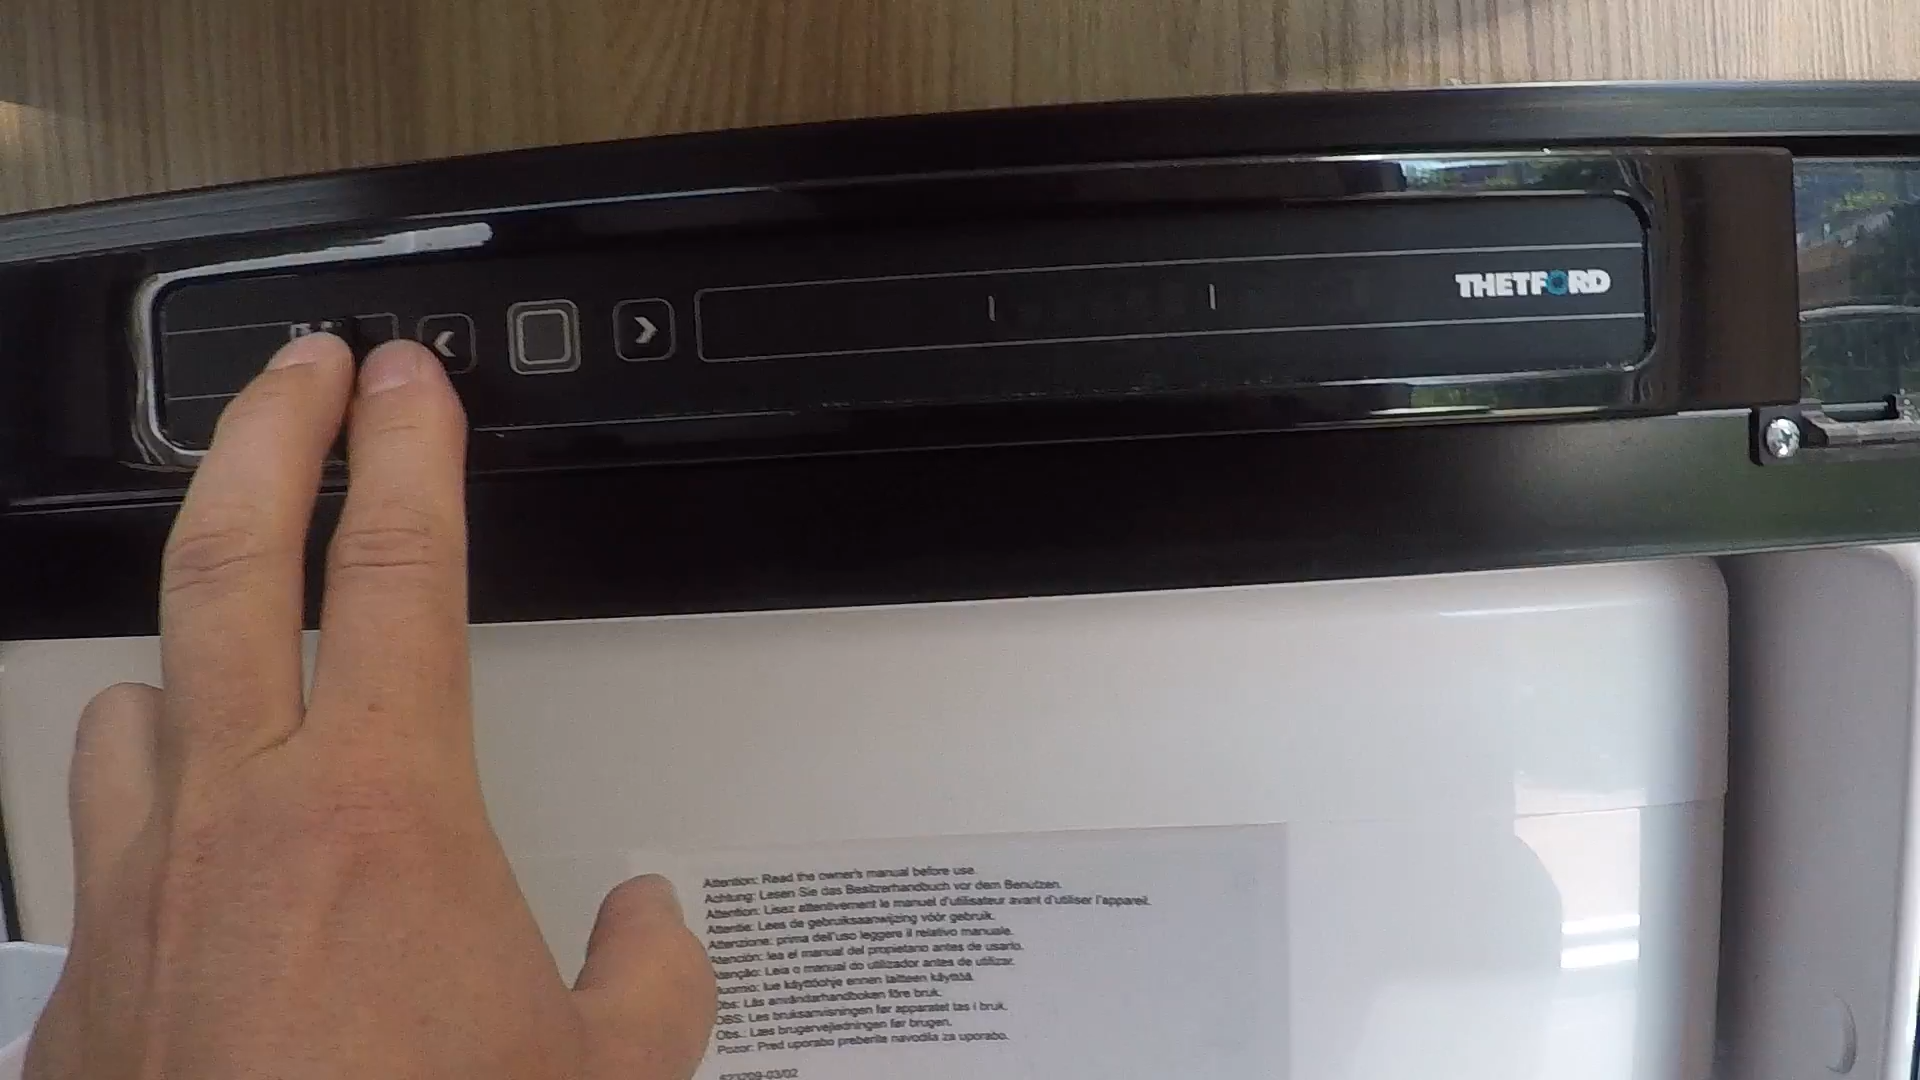 THETFORD
Attention: Read the owner's manual before use.
Achtung: Lesen Sie das Besitzerhandbuch vor dem Benutzen.
Attention: Lisez attentivement le manuel d'utilisateur avant d'utiliser l'appareil.
Attentie: Lees de gebruiksaanwijzing vóór gebruik.
Attenzione: prima dell'uso leggere il relativo manuale.
Atención: lea el manual del propietario antes de usarlo.
Atenção: Leia o manual do utilizador antes de utilizar.
Huomio: lue käyttöohje ennen laitteen käyttöä
Obs: Läs användarhandboken före bruk.
OBS: Les bruksanvisningen før apparatet tas i bruk.
Obs.: Læs brugervejledningen før brugen.
Pozor: Pred uporabo preberite navodila za uporabo.